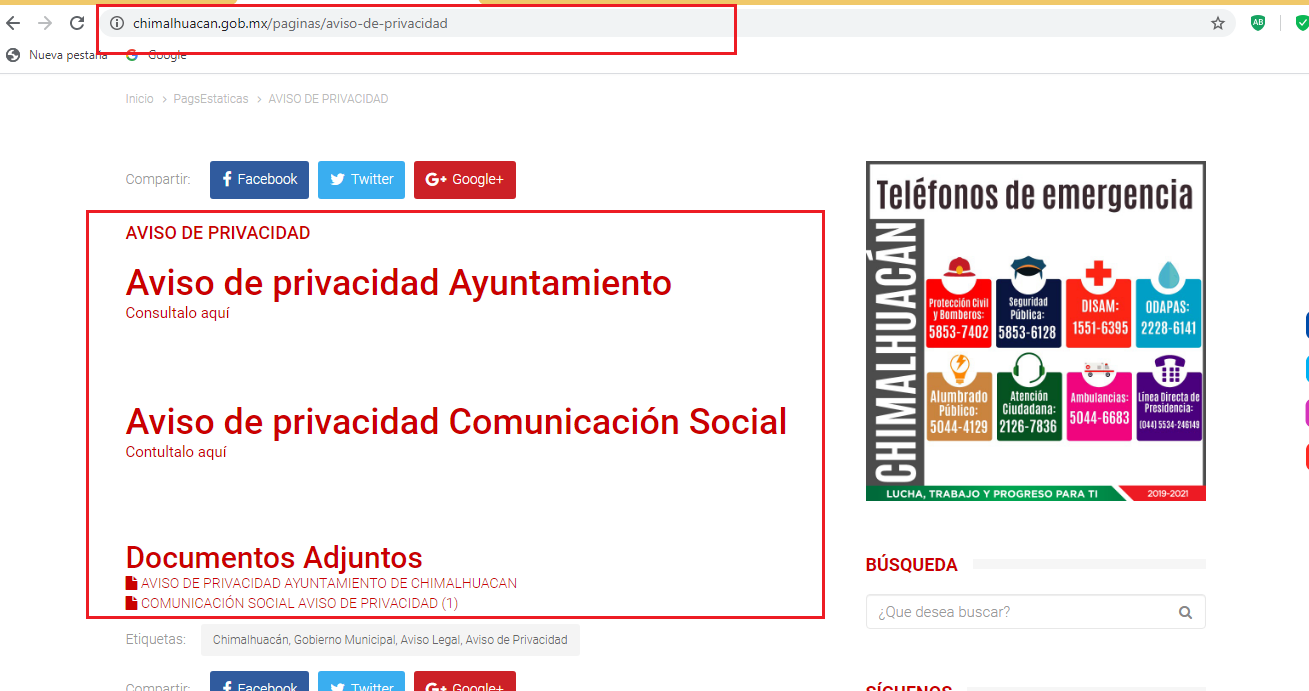 chimalhuacan.gob.mx/paginas/aviso-de-privacidad
AB
Nueva pestaña
Google
Inicio > PagsEstaticas > AVISO DE PRIVACIDAD
Compartir: Facebook Twitter G+ Google+
AVISO DE PRIVACIDAD
Aviso de privacidad Ayuntamiento
Consultalo aquí
Aviso de privacidad Comunicación Social
Contultalo aquí
Documentos Adjuntos
AVISO DE PRIVACIDAD AYUNTAMIENTO DE CHIMALHUACAN
COMUNICACIÓN SOCIAL AVISO DE PRIVACIDAD (1)
Etiquetas: Chimalhuacán, Gobierno Municipal, Aviso Legal, Aviso de Privacidad
Compartir: Facebook Twitter G+ Google+
Teléfonos de emergencia
CHIMALHUACÁN
Protección Civil
y Bomberos:
5853-7402
Seguridad
Pública:
5853-6128
DISAM:
1551-6395
ODAPAS:
2228-6141
Alumbrado
Público:
5044-4129
Atención
Ciudadana:
2126-7836
Ambulancias:
5044-6683
Línea Directa de
Presidencia:
(044) 5534-246149
LUCHA, TRABAJO Y PROGRESO PARA TI 2019-2021
BÚSQUEDA
¿Que desea buscar?
SÍGUENOS